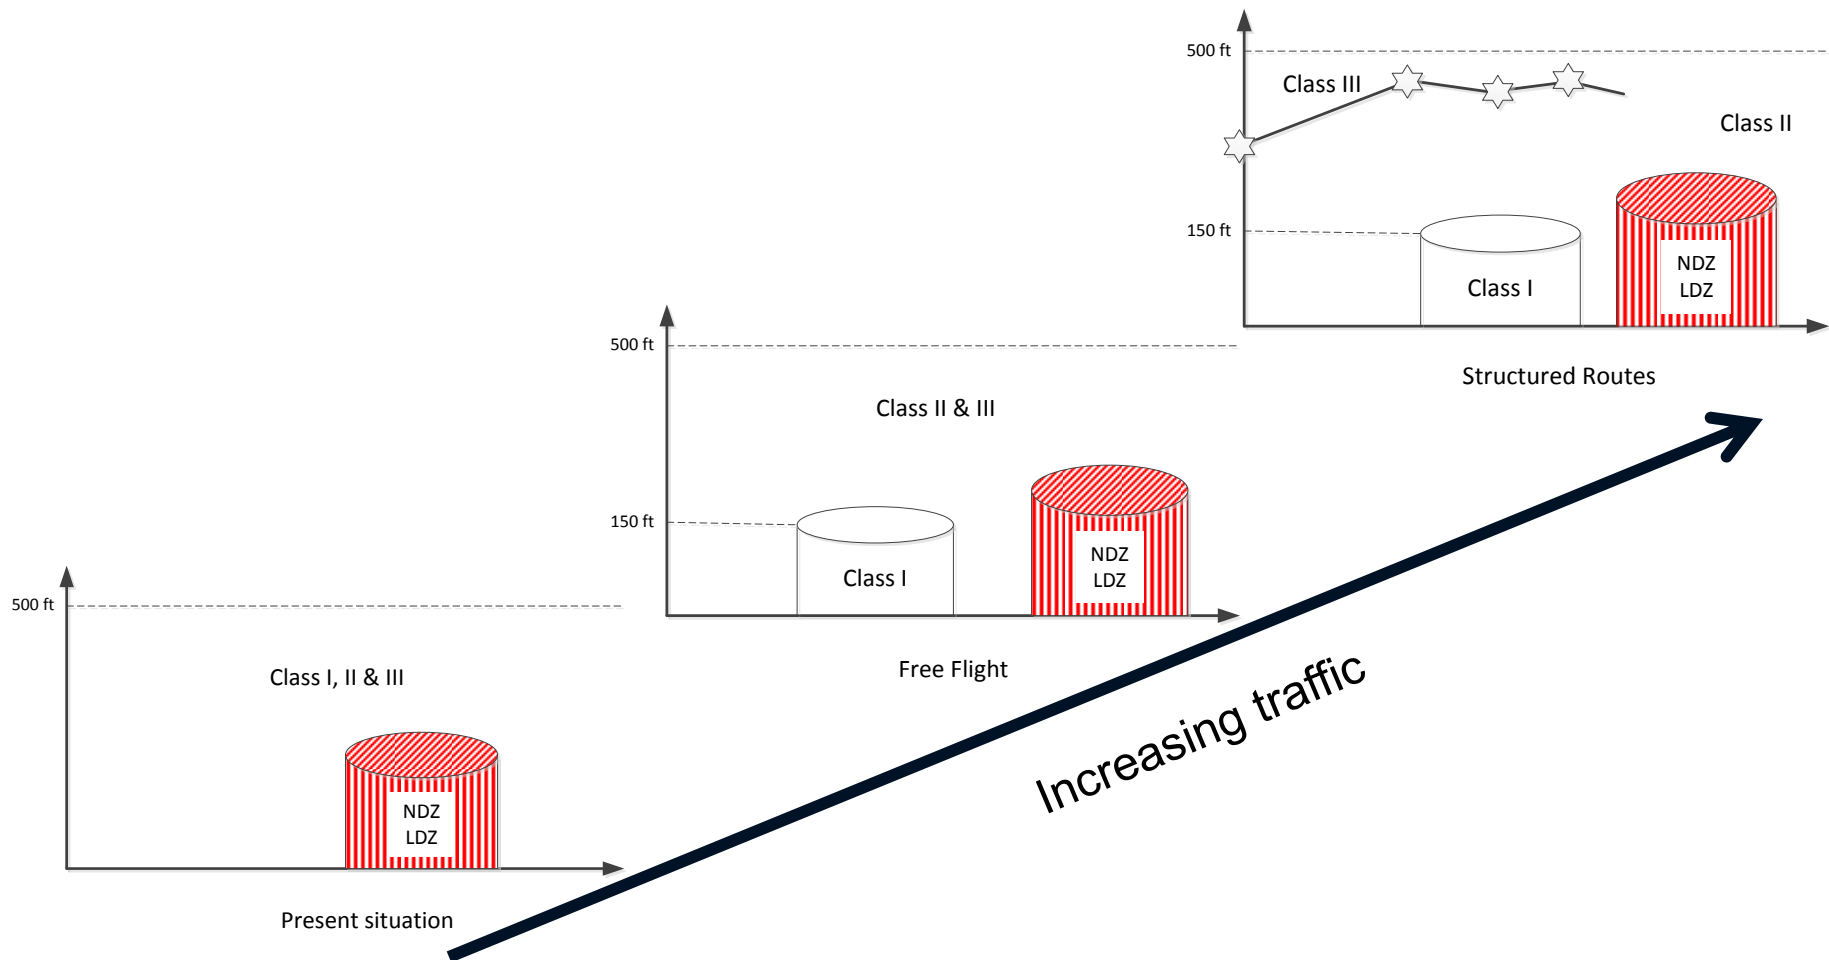 500 ft
Class III
Class II
150 ft
Class I
NDZ
LDZ
Structured Routes
500 ft
Class II & III
150 ft
Class I
NDZ
LDZ
Free Flight
500 ft
Class I, II & III
NDZ
LDZ
Present situation
Increasing traffic